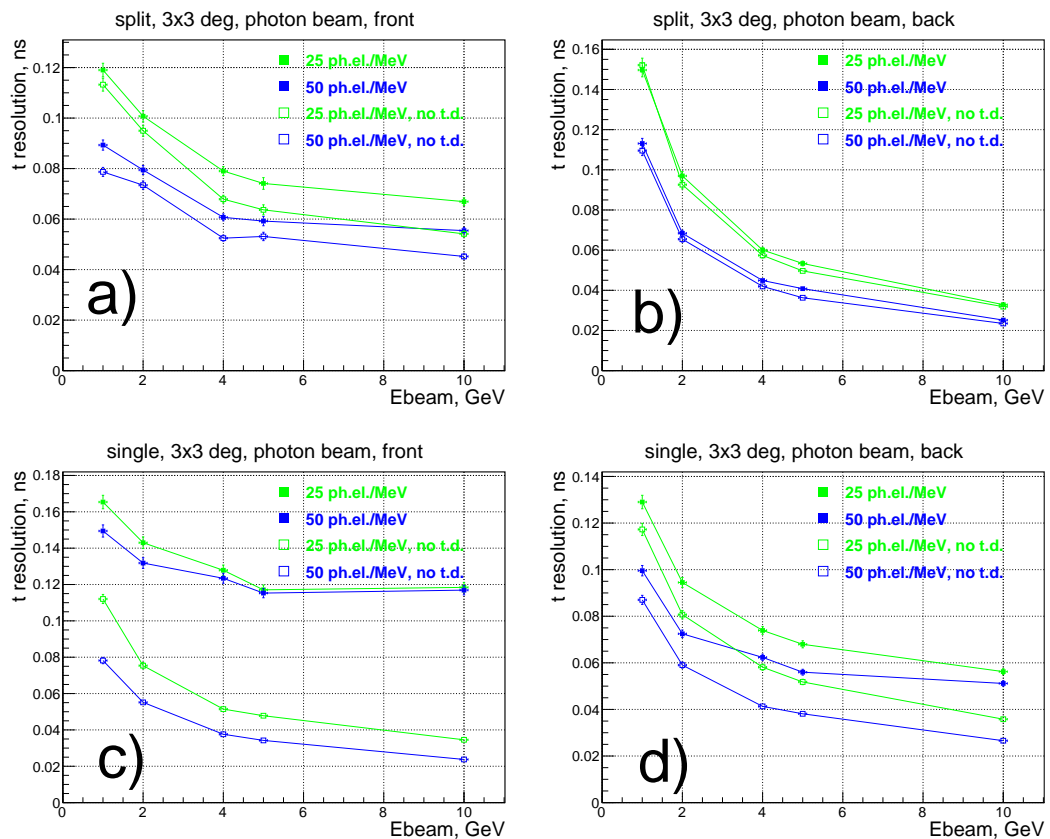 split, 3x3 deg, photon beam, front
t resolution, ns
0.12
0.1
0.08
0.06
0.04
0.02
0
25 ph.el./MeV
50 ph.el./MeV
25 ph.el./MeV, no t.d.
50 ph.el./MeV, no t.d.
a)
0 2 4 6 8 10
Ebeam, GeV
split, 3x3 deg, photon beam, back
t resolution, ns
0.16
0.14
0.12
0.1
0.08
0.06
0.04
0.02
0
25 ph.el./MeV
50 ph.el./MeV
25 ph.el./MeV, no t.d.
50 ph.el./MeV, no t.d.
b)
0 2 4 6 8 10
Ebeam, GeV
single, 3x3 deg, photon beam, front
t resolution, ns
0.18
0.16
0.14
0.12
0.1
0.08
0.06
0.04
0.02
0
25 ph.el./MeV
50 ph.el./MeV
25 ph.el./MeV, no t.d.
50 ph.el./MeV, no t.d.
c)
0 2 4 6 8 10
Ebeam, GeV
single, 3x3 deg, photon beam, back
t resolution, ns
0.14
0.12
0.1
0.08
0.06
0.04
0.02
0
25 ph.el./MeV
50 ph.el./MeV
25 ph.el./MeV, no t.d.
50 ph.el./MeV, no t.d.
d)
0 2 4 6 8 10
Ebeam, GeV